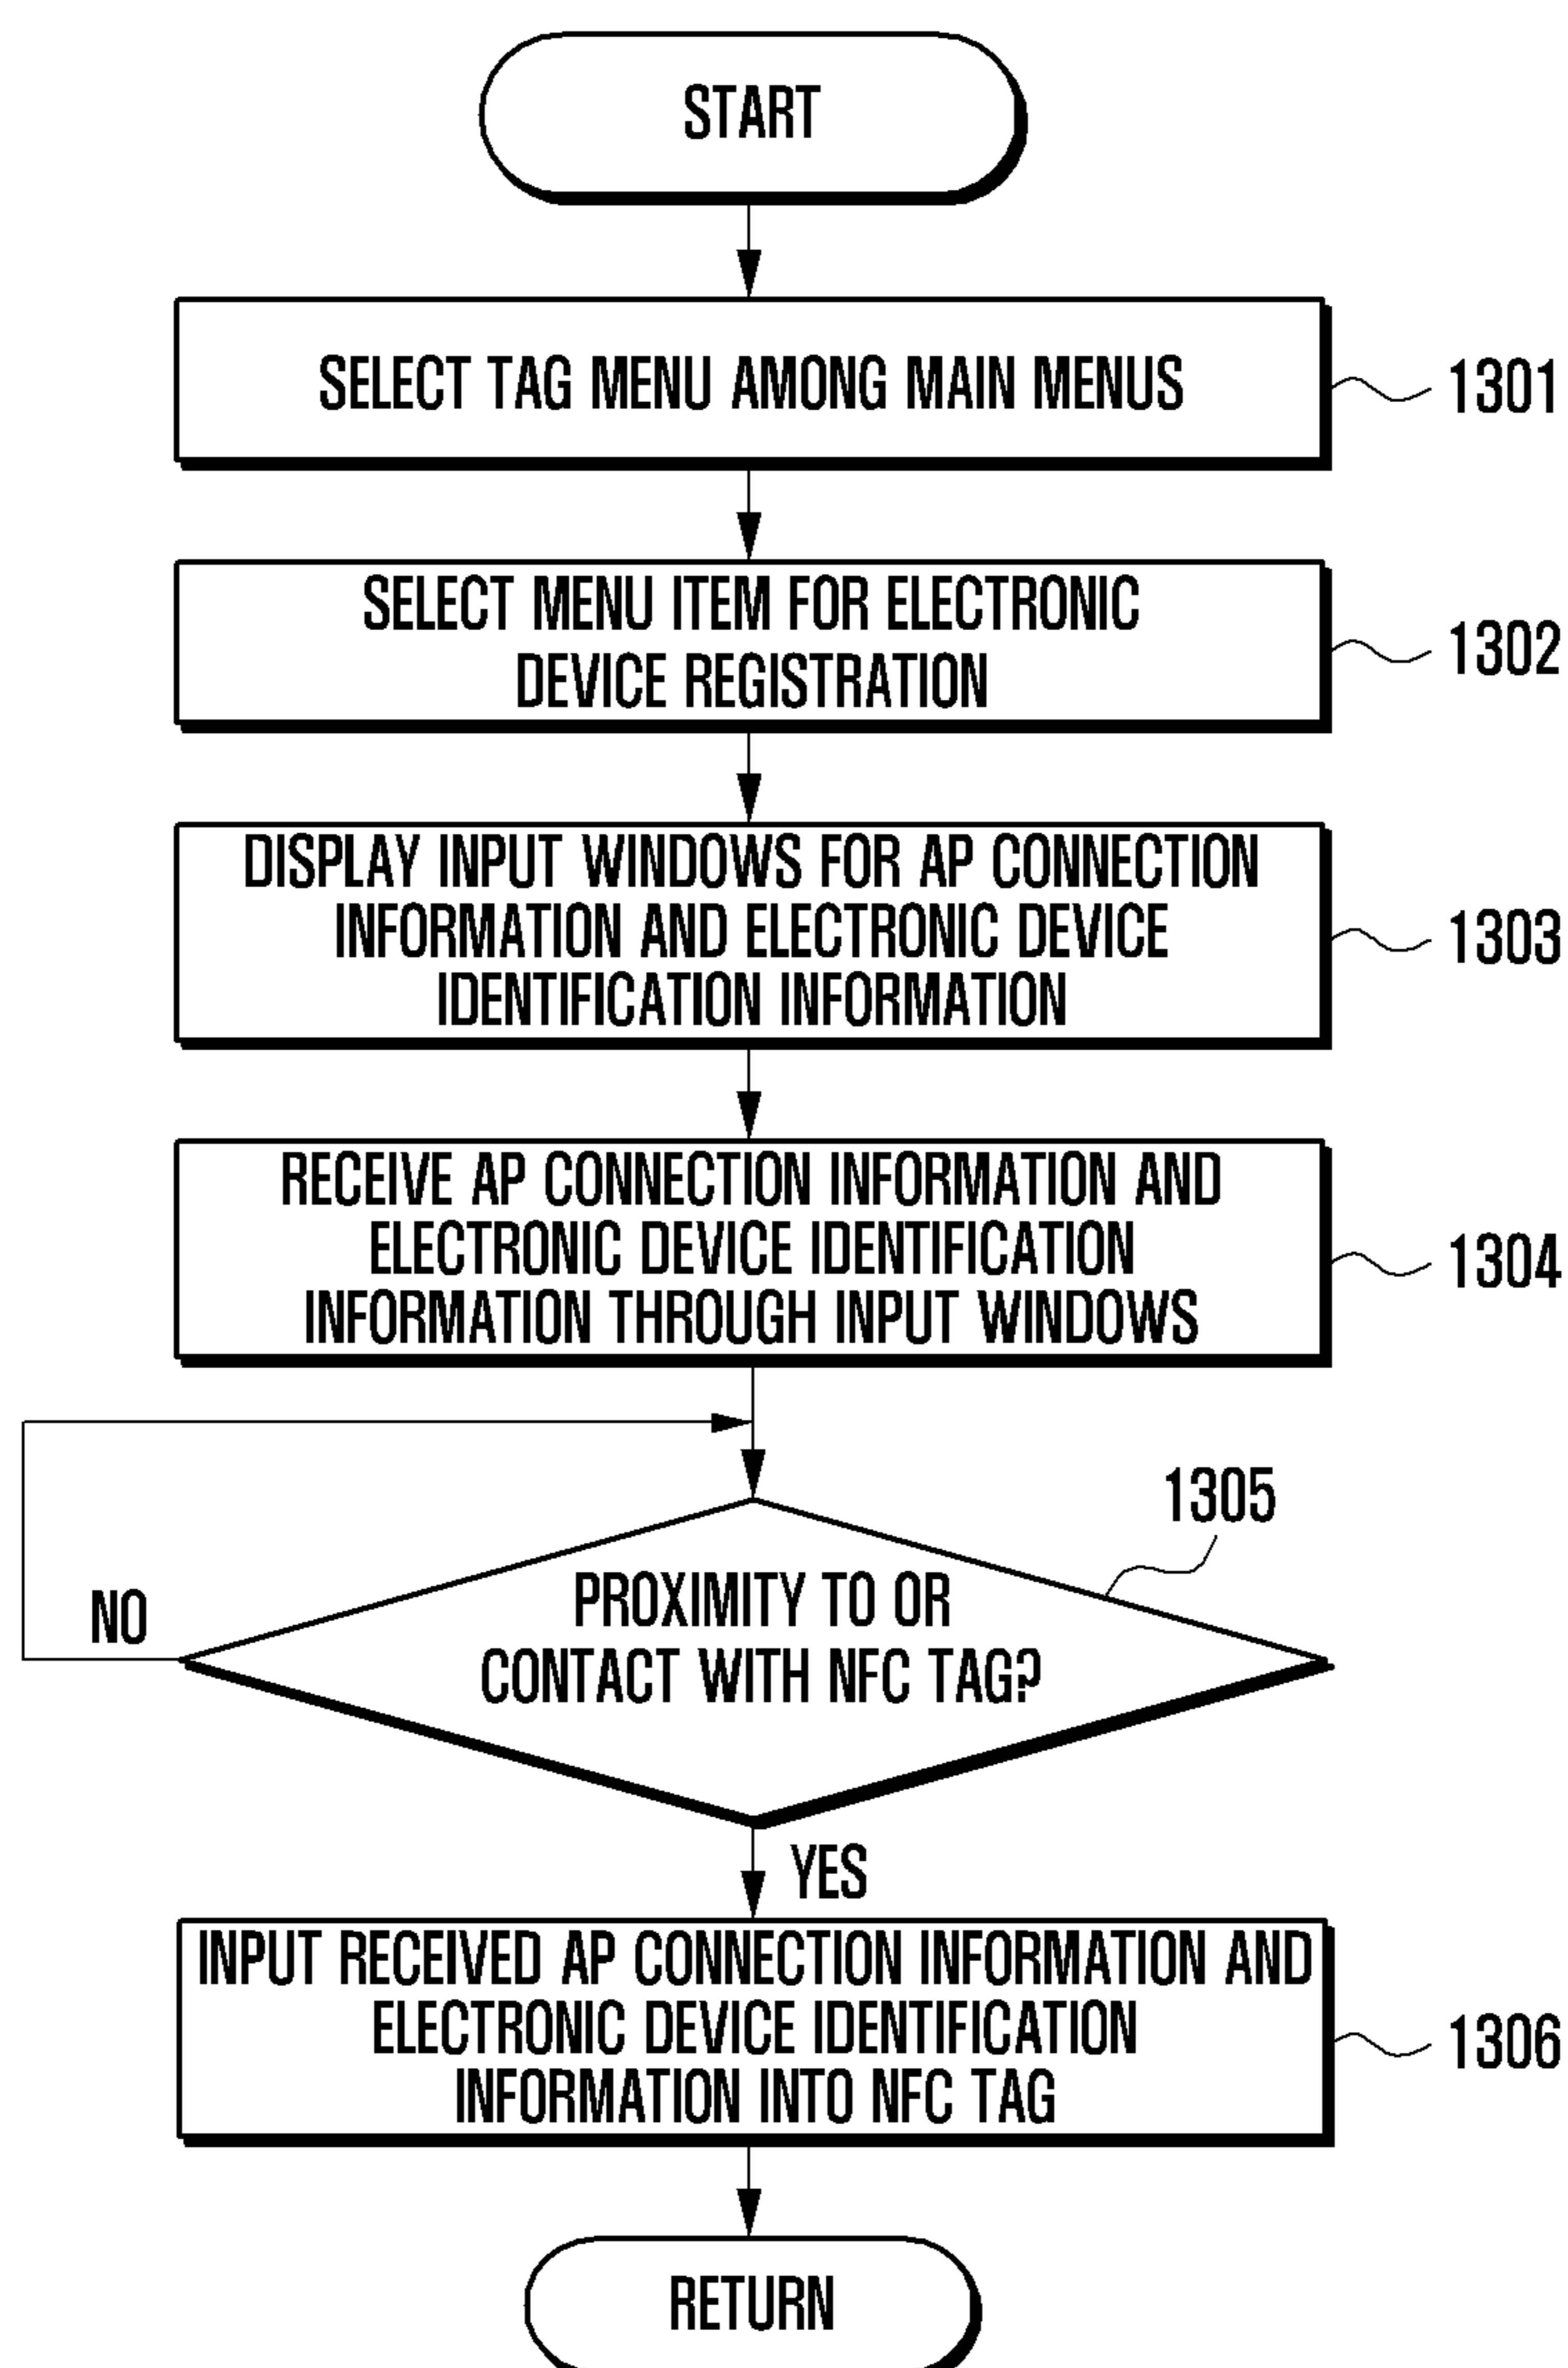 START
SELECT TAG MENU AMONG MAIN MENUS
1301
SELECT MENU ITEM FOR ELECTRONIC
DEVICE REGISTRATION
1302
DISPLAY INPUT WINDOWS FOR AP CONNECTION
INFORMATION AND ELECTRONIC DEVICE
IDENTIFICATION INFORMATION
1303
RECEIVE AP CONNECTION INFORMATION AND
ELECTRONIC DEVICE IDENTIFICATION
INFORMATION THROUGH INPUT WINDOWS
1304
1305
PROXIMITY TO OR
CONTACT WITH NFC TAG?
NO
YES
INPUT RECEIVED AP CONNECTION INFORMATION AND
ELECTRONIC DEVICE IDENTIFICATION
INFORMATION INTO NFC TAG
1306
RETURN